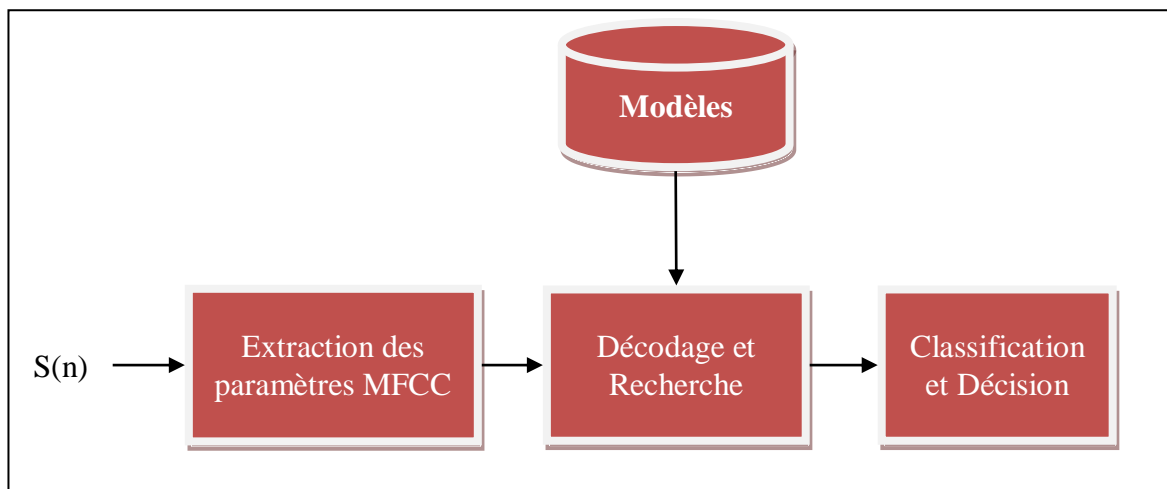 Modèles
S(n)
Extraction des
paramètres MFCC
Décodage et
Recherche
Classification
et Décision